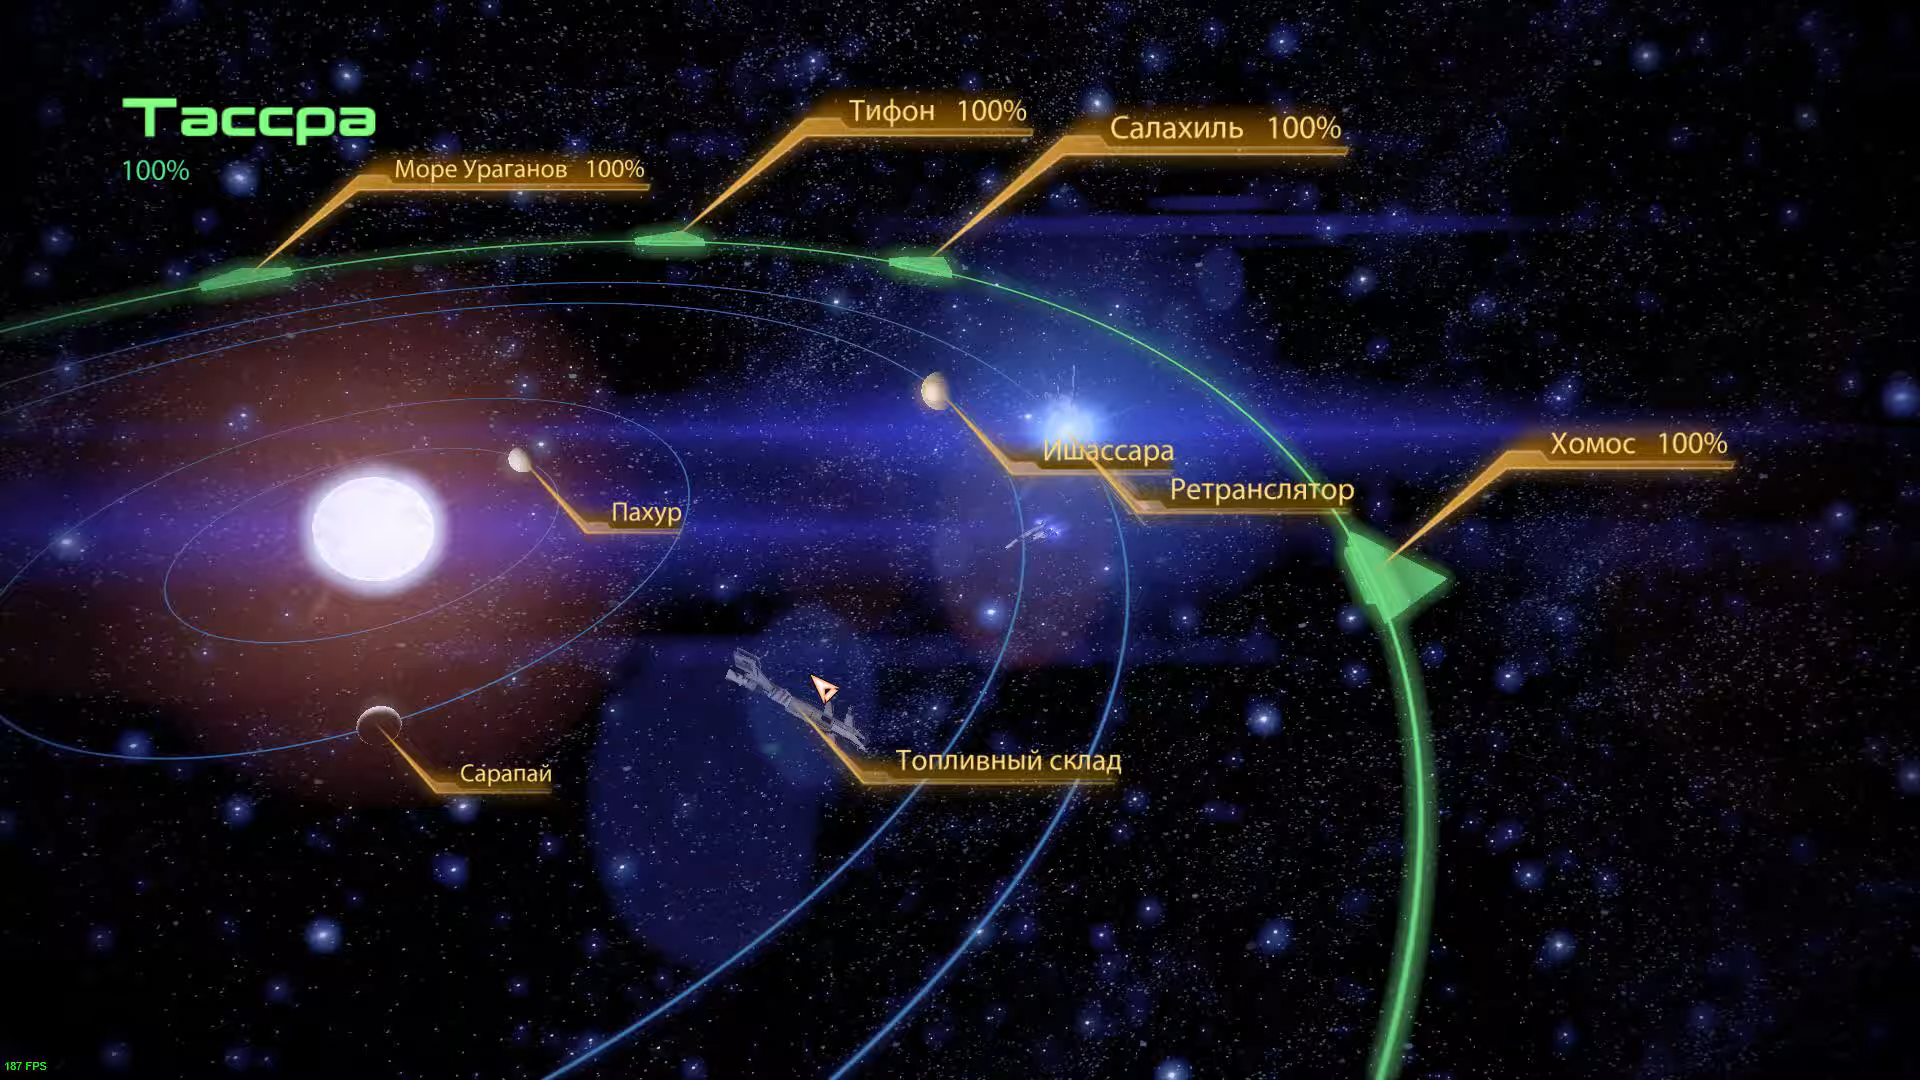 Тассра
100%
Море Ураганов 100%
Тифон 100%
Салахиль 100%
Хомос 100%
Ишассара
Ретранслятор
Пахур
Топливный склад
Сарапай
187 FPS